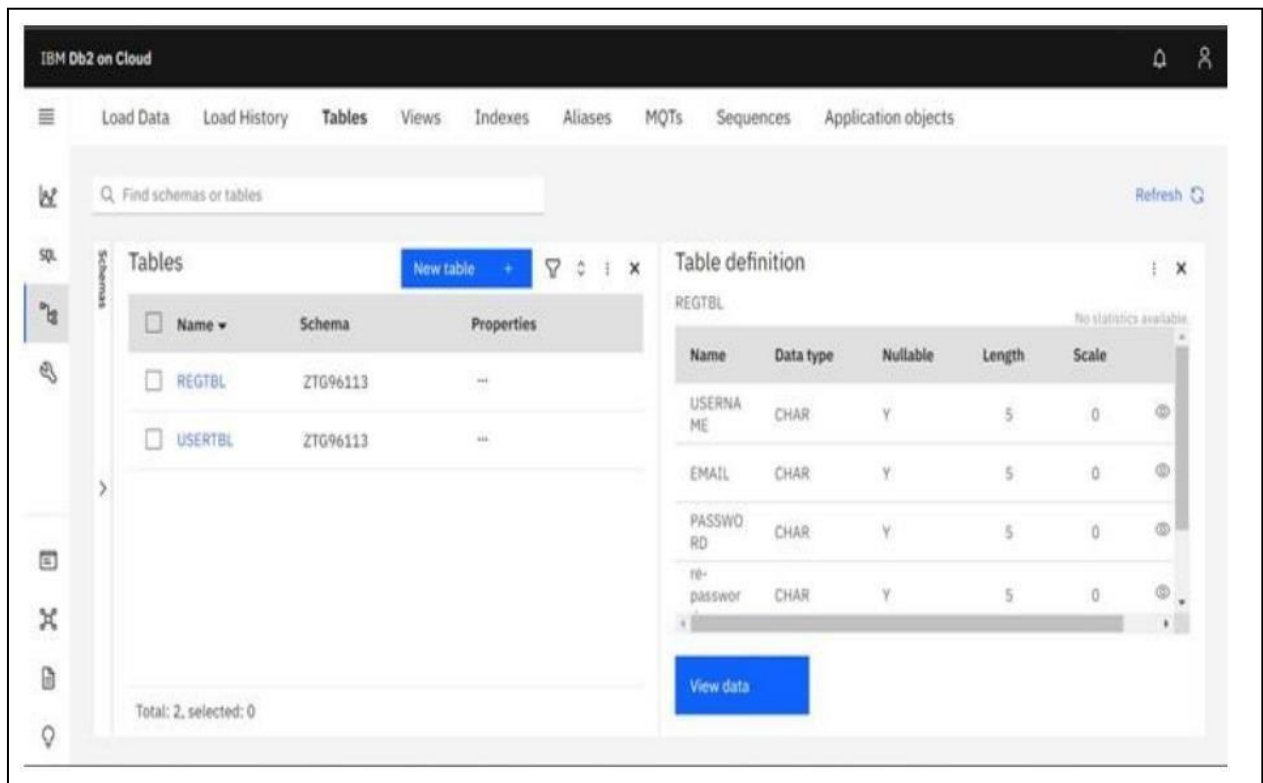 IBM Db2 on Cloud
Load Data Load History Tables Views Indexes Aliases MQTs Sequences Application objects
Find schemas or tables
Refresh
SQL
Schemas
Tables
New table +
Name Schema Properties
REGTBL ZTG96113 ...
USERTBL ZTG96113 ...
Total: 2, selected: 0
Table definition
REGTBL
No statistics available.
Name Data type Nullable Length Scale
USERNA
ME CHAR Y 5 0
EMAIL CHAR Y 5 0
PASSWO
RD CHAR Y 5 0
re-
passwor CHAR Y 5 0
View data